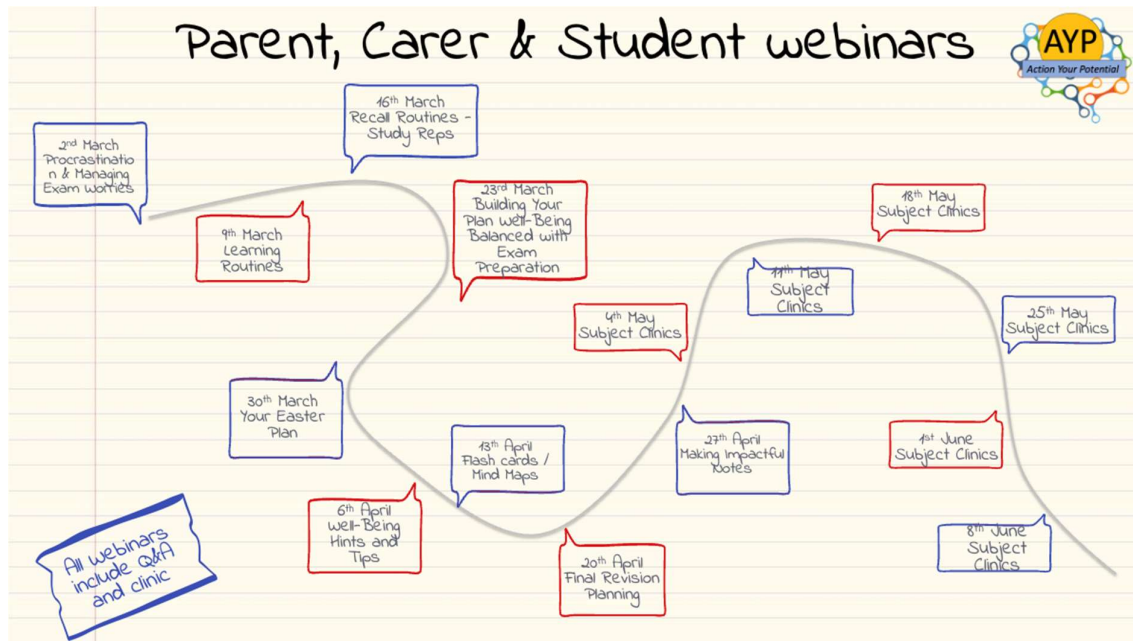 Parent, Carer & Student webinars
AYP
Action Your Potential
2nd March
Procrastinatio
n & Managing
Exam Worries
9th March
Learning
Routines
16th March
Recall Routines -
Study Reps
23rd March
Building Your
Plan Well-Being
Balanced with
Exam
Preparation
30th March
Your Easter
Plan
6th April
Well-Being
Hints and
Tips
13th April
Flash cards /
Mind Maps
20th April
Final Revision
Planning
27th April
Making Impactful
Notes
4th May
Subject Clinics
11th May
Subject
Clinics
18th May
Subject Clinics
25th May
Subject Clinics
1st June
Subject Clinics
8th June
Subject
Clinics
All webinars
include Q&A
and clinic